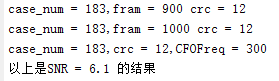 case_num = 183,fram = 900 crc = 12
case_num = 183,fram = 1000 crc = 12
case_num = 183,crc = 12,CFOFreq = 300
以上是SNR = 6.1 的结果